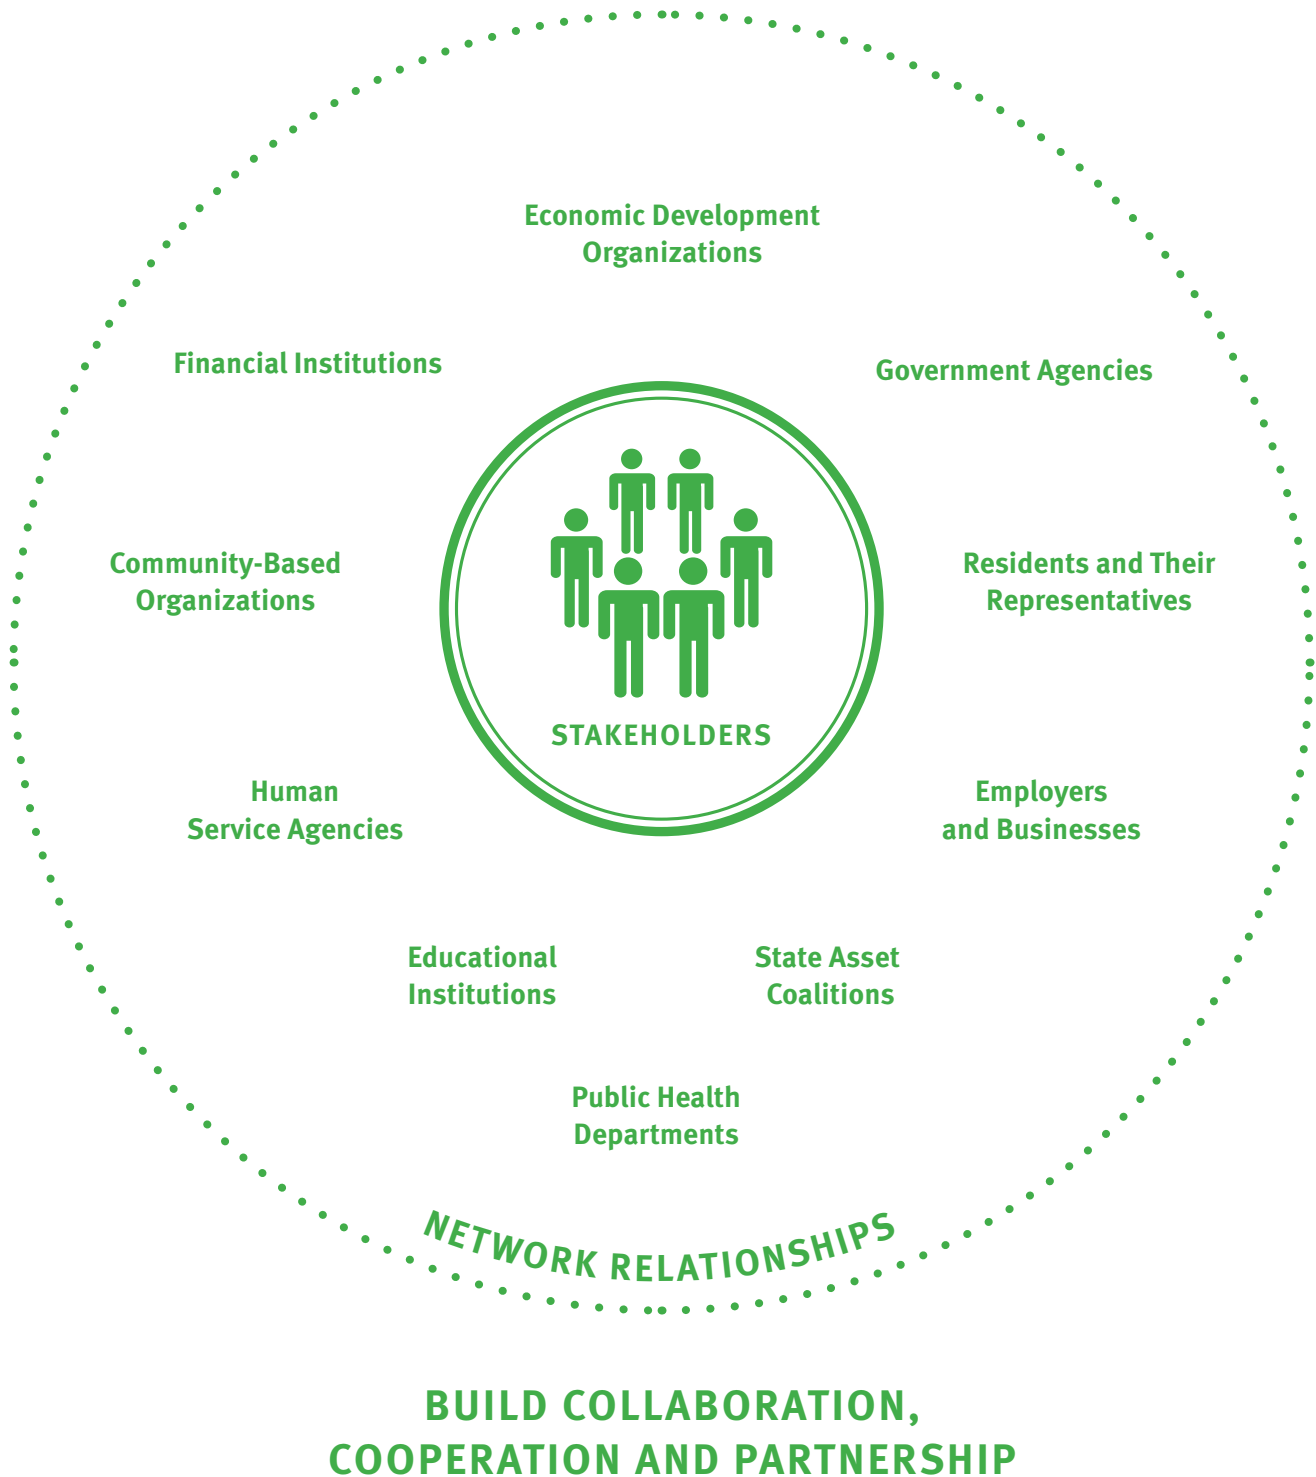 Economic Development
Organizations
Financial Institutions
Government Agencies
Community-Based
Organizations
Residents and Their
Representatives
STAKEHOLDERS
Human
Service Agencies
Employers
and Businesses
Educational
Institutions
State Asset
Coalitions
Public Health
Departments
NETWORK RELATIONSHIPS
BUILD COLLABORATION,
COOPERATION AND PARTNERSHIP